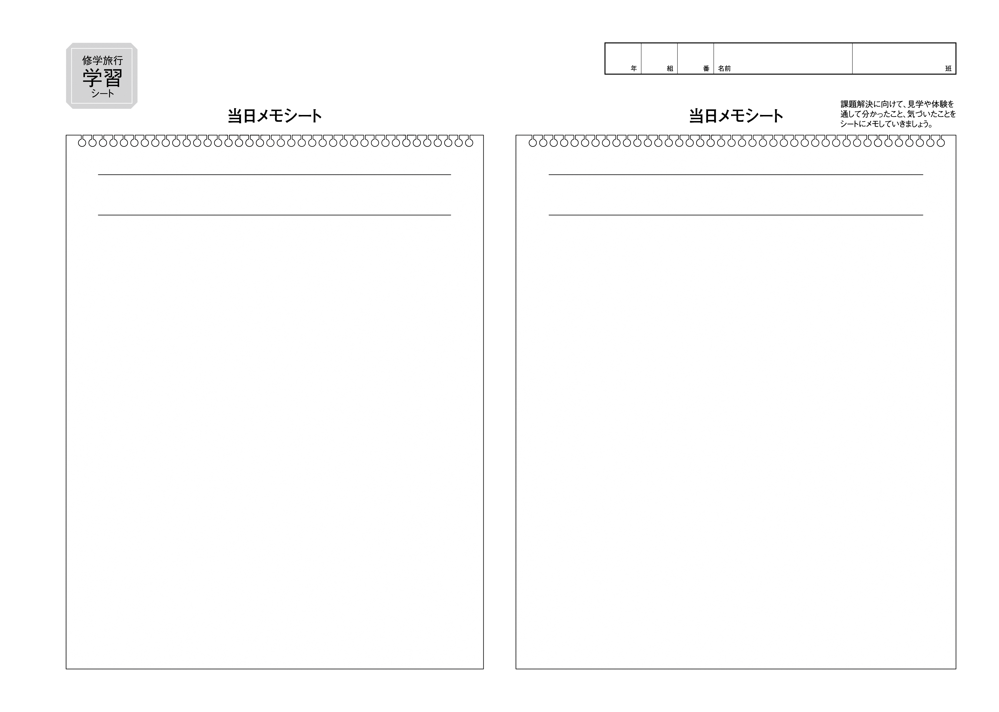 修学旅行
学習
シート
年 組 番 名前 班
当日メモシート
当日メモシート
課題解決に向けて、見学や体験を
通して分かったこと、気づいたことを
シートにメモしていきましょう。